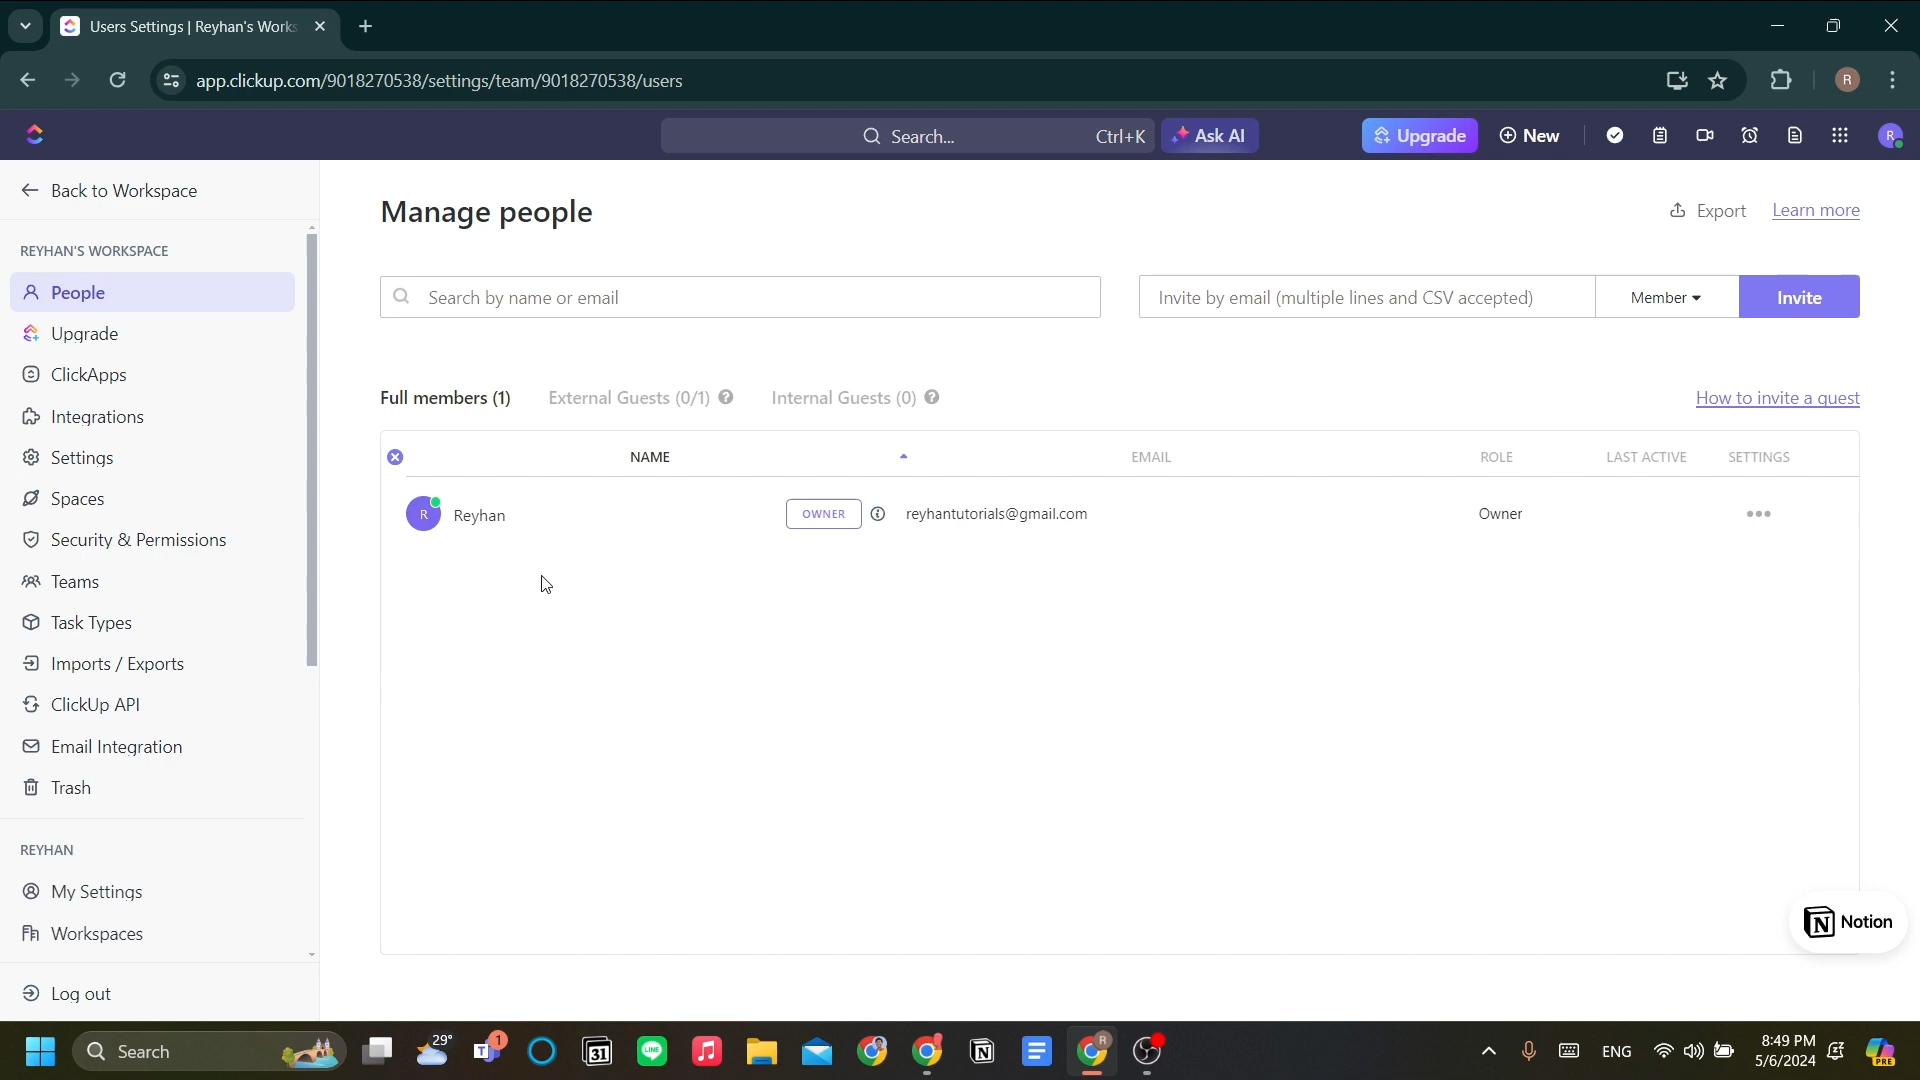 Users Settings | Reyhan's Works
app.clickup.com/9018270538/settings/team/9018270538/users
R
Search...
Ctrl+K
Ask AI
Upgrade
New
R
Back to Workspace
REYHAN'S WORKSPACE
People
Upgrade
ClickApps
Integrations
Settings
Spaces
Security & Permissions
Teams
Task Types
Imports / Exports
ClickUp API
Email Integration
Trash
REYHAN
My Settings
Workspaces
Log out
Manage people
Export
Learn more
Search by name or email
Invite by email (multiple lines and CSV accepted)
Member
Invite
Full members (1)
External Guests (0/1)
Internal Guests (0)
How to invite a guest
NAME
EMAIL
ROLE
LAST ACTIVE
SETTINGS
R
Reyhan
OWNER
reyhantutorials@gmail.com
Owner
Notion
Search
29°
1
31
LINE
R
ENG
8:49 PM
5/6/2024
PRE